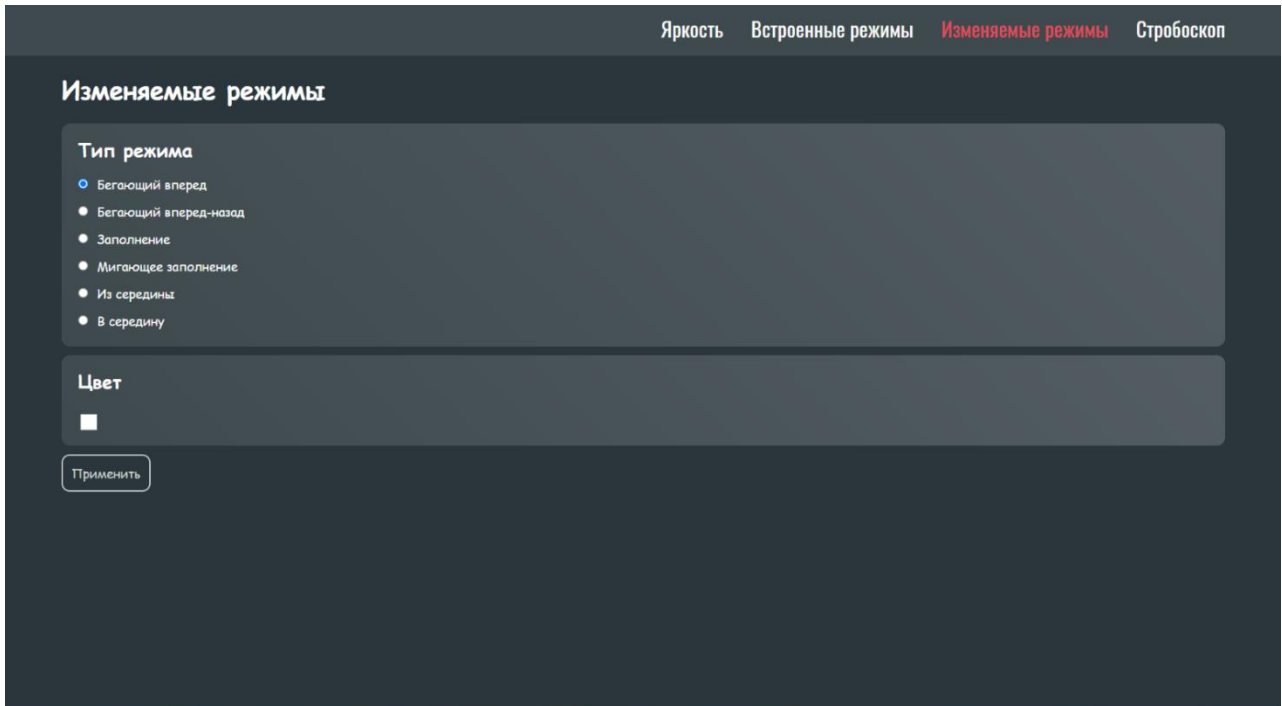 Яркость Встроенные режимы Изменяемые режимы Стробоскоп
Изменяемые режимы
Тип режима
Бегающий вперед
Бегающий вперед-назад
Заполнение
Мигающее заполнение
Из середины
В середину
Цвет
Применить